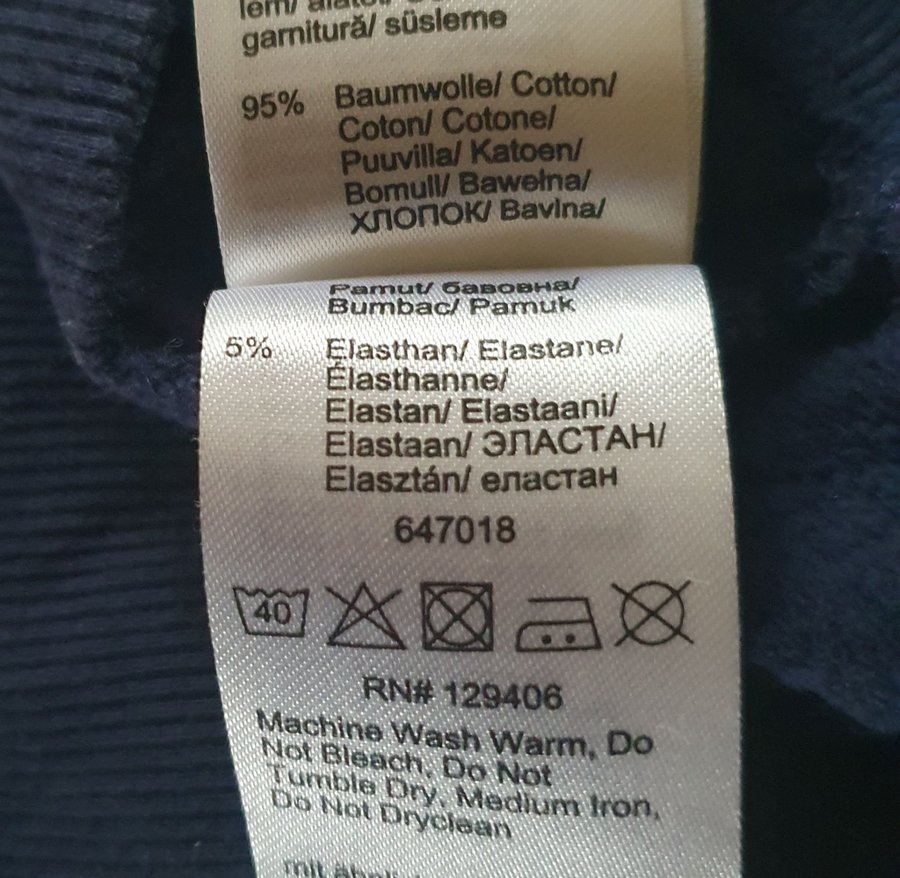 garnitură/ süsleme
95% Baumwolle/ Cotton/
Coton/ Cotone/
Puuvilla/ Katoen/
Bomull/ Bawełna/
ХЛОПОК/ Bavlna/
Pamut/ бавовна/
Bumbac/ Pamuk
5% Elasthan/ Elastane/
Élasthanne/
Elastan/ Elastaani/
Elastaan/ ЭЛАСТАН/
Elasztán/ еластан
647018
40
RN# 129406
Machine Wash Warm, Do
Not Bleach, Do Not
Tumble Dry, Medium Iron,
Do Not Dryclean
mit